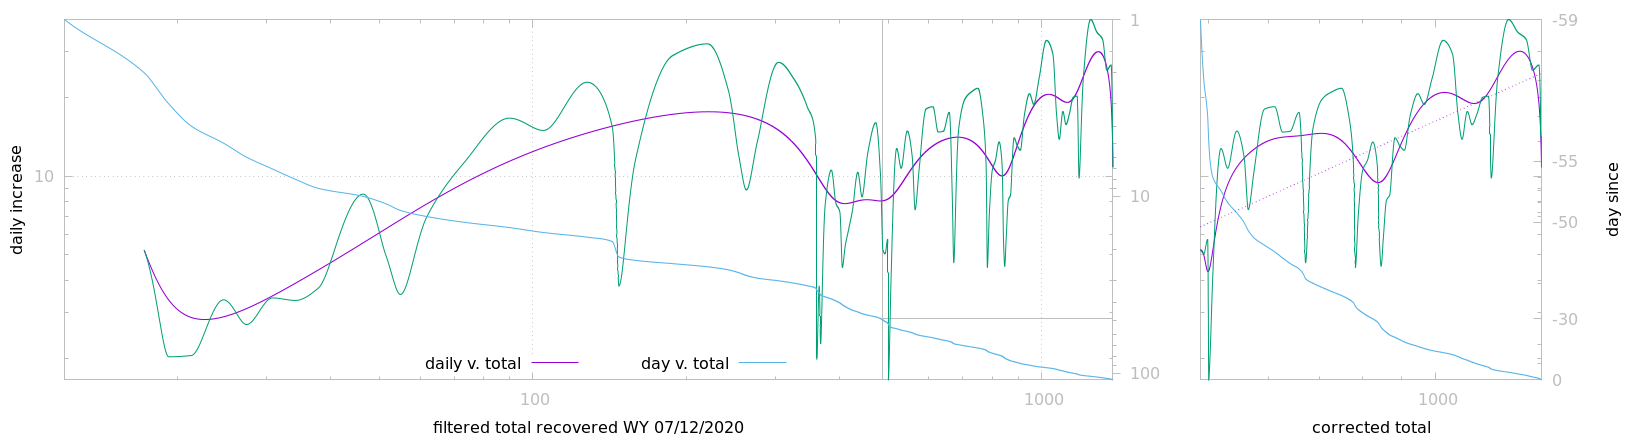 daily increase
10
daily v. total
day v. total
100
1000
filtered total recovered WY 07/12/2020
1
10
100
1000
corrected total
-59
-55
-50
-30
0
day since